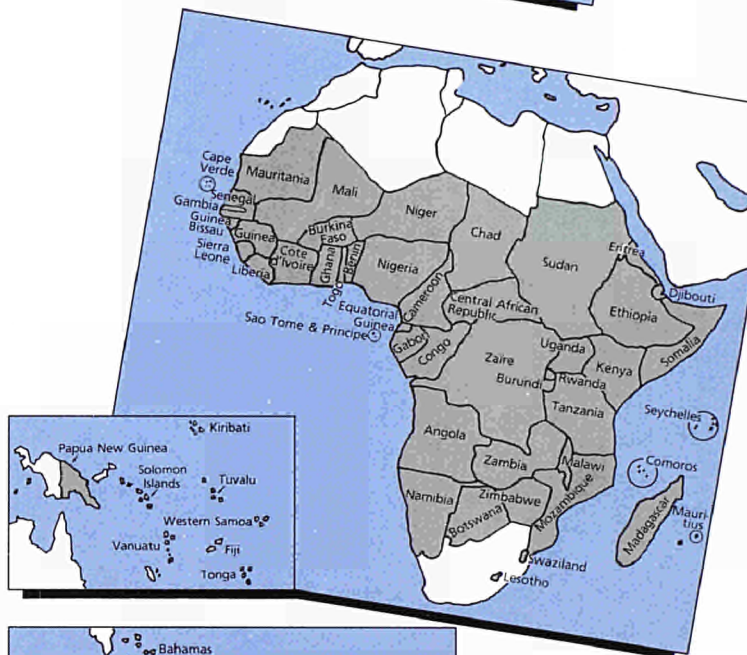 Cape
Verde
Mauritania
Mali
Niger
Chad
Sudan
Eritrea
Djibouti
Ethiopia
Somalia
Senegal
Gambia
Guinea
Bissau
Guinea
Sierra
Leone
Liberia
Côte
d'Ivoire
Burkina
Faso
Ghana
Togo
Benin
Nigeria
Cameroon
Central African
Republic
Equatorial
Guinea
Sao Tome & Principe
Gabon
Congo
Zaïre
Uganda
Kenya
Rwanda
Burundi
Tanzania
Seychelles
Comoros
Angola
Zambia
Malawi
Mozambique
Zimbabwe
Namibia
Botswana
Madagascar
Mauri-
tius
Swaziland
Lesotho
Kiribati
Papua New Guinea
Solomon
Islands
Tuvalu
Western Samoa
Vanuatu
Fiji
Tonga
Bahamas